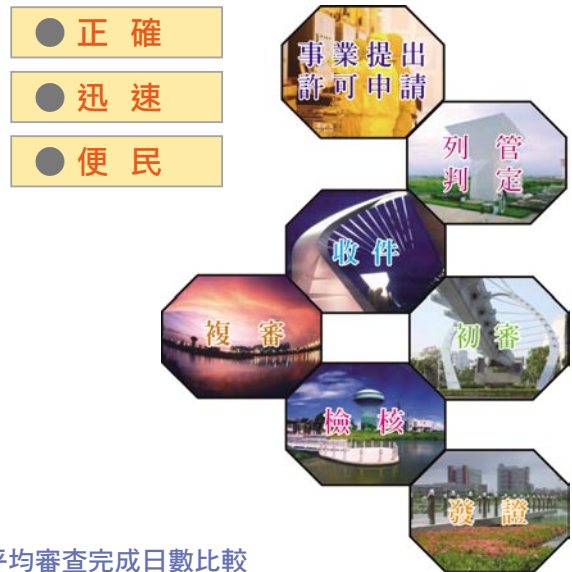 ● 正確
● 迅速
● 便民
事業提出
許可申請
列管
判定
收件
複審
初審
檢核
發證
平均審查完成日數比較